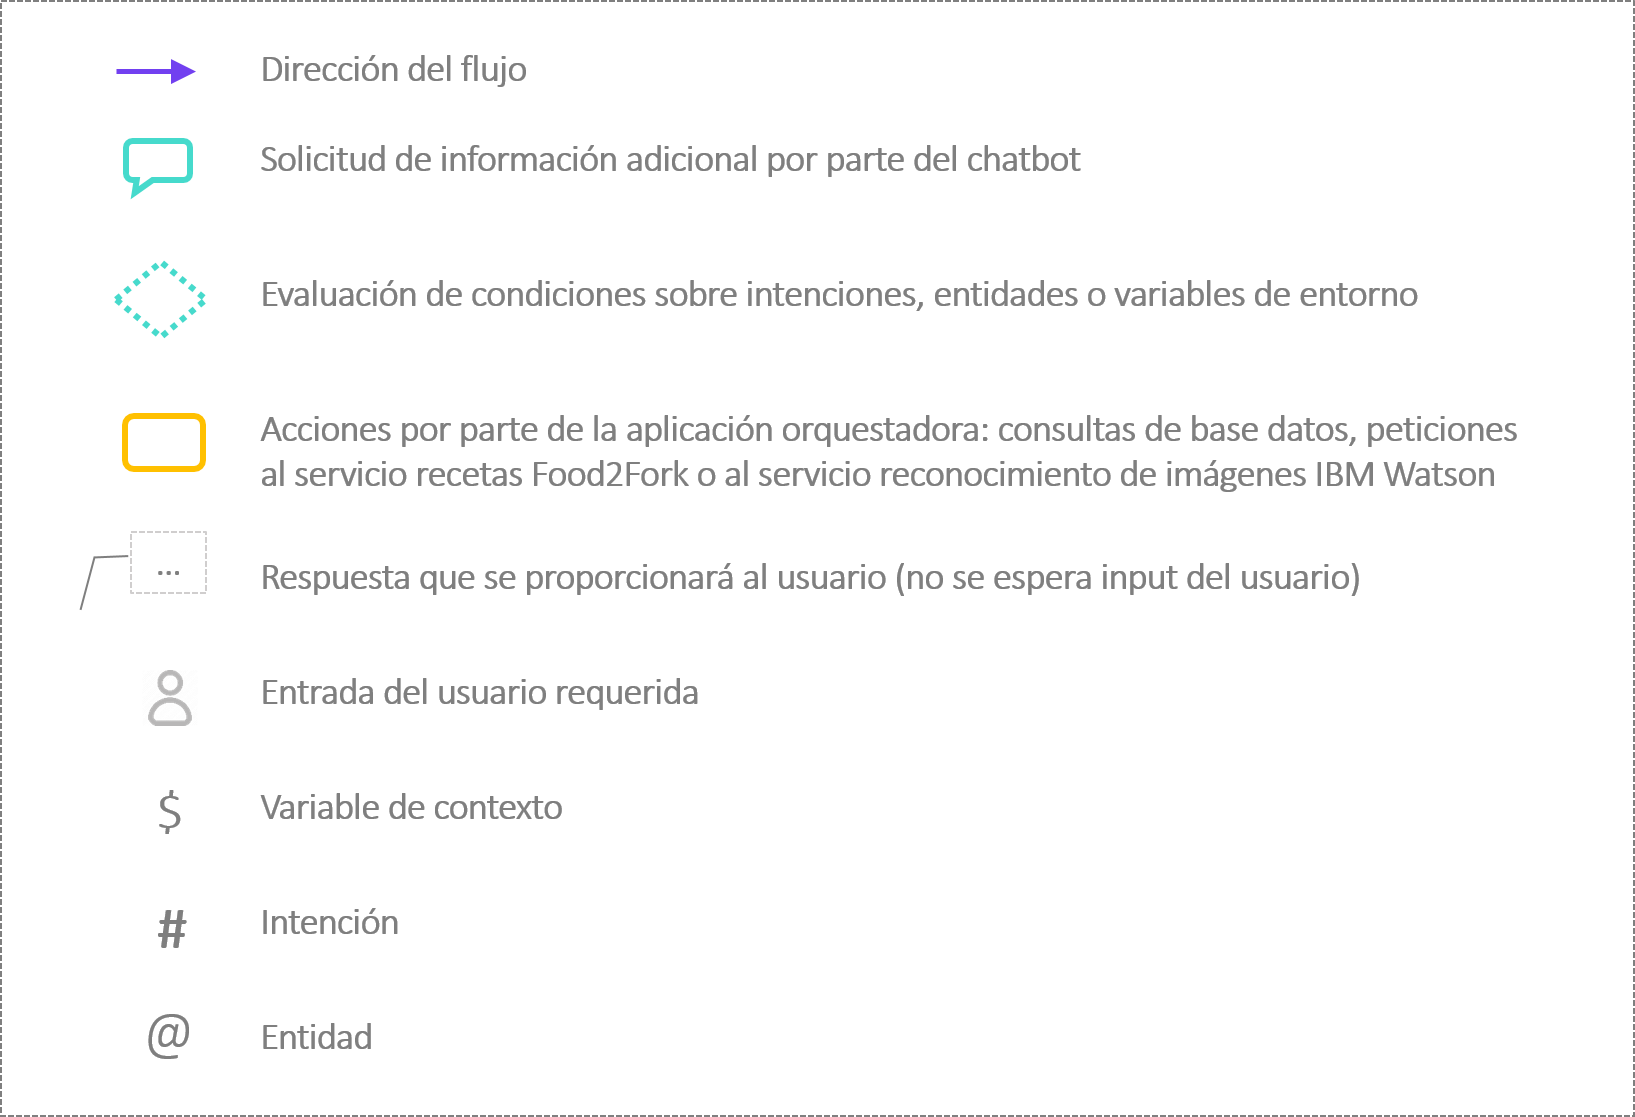 Dirección del flujo
Solicitud de información adicional por parte del chatbot
Evaluación de condiciones sobre intenciones, entidades o variables de entorno
Acciones por parte de la aplicación orquestadora: consultas de base datos, peticiones
al servicio recetas Food2Fork o al servicio reconocimiento de imágenes IBM Watson
... Respuesta que se proporcionará al usuario (no se espera input del usuario)
Entrada del usuario requerida
$ Variable de contexto
# Intención
@ Entidad